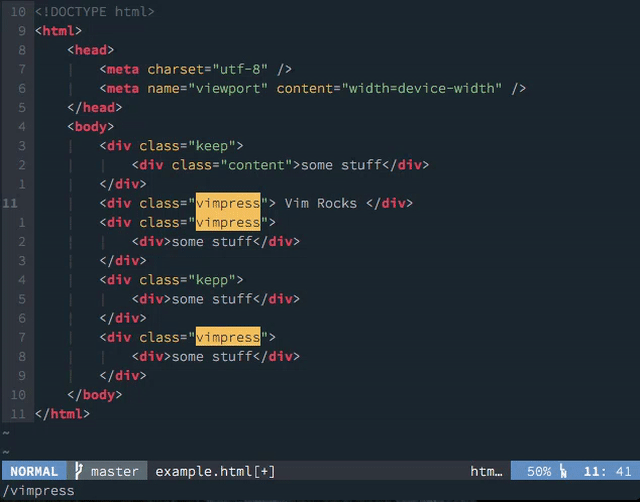 10 <!DOCTYPE html>
9 <html>
8 <head>
7 <meta charset="utf-8" />
6 <meta name="viewport" content="width=device-width" />
5 </head>
4 <body>
3 <div class="keep">
2 <div class="content">some stuff</div>
1 </div>
11 <div class="vimpress"> Vim Rocks </div>
1 <div class="vimpress">
2 <div>some stuff</div>
3 </div>
4 <div class="kepp">
5 <div>some stuff</div>
6 </div>
7 <div class="vimpress">
8 <div>some stuff</div>
9 </div>
10 </body>
11 </html>
~
~
NORMAL master example.html[+] htm… 50% 11: 41
/vimpress